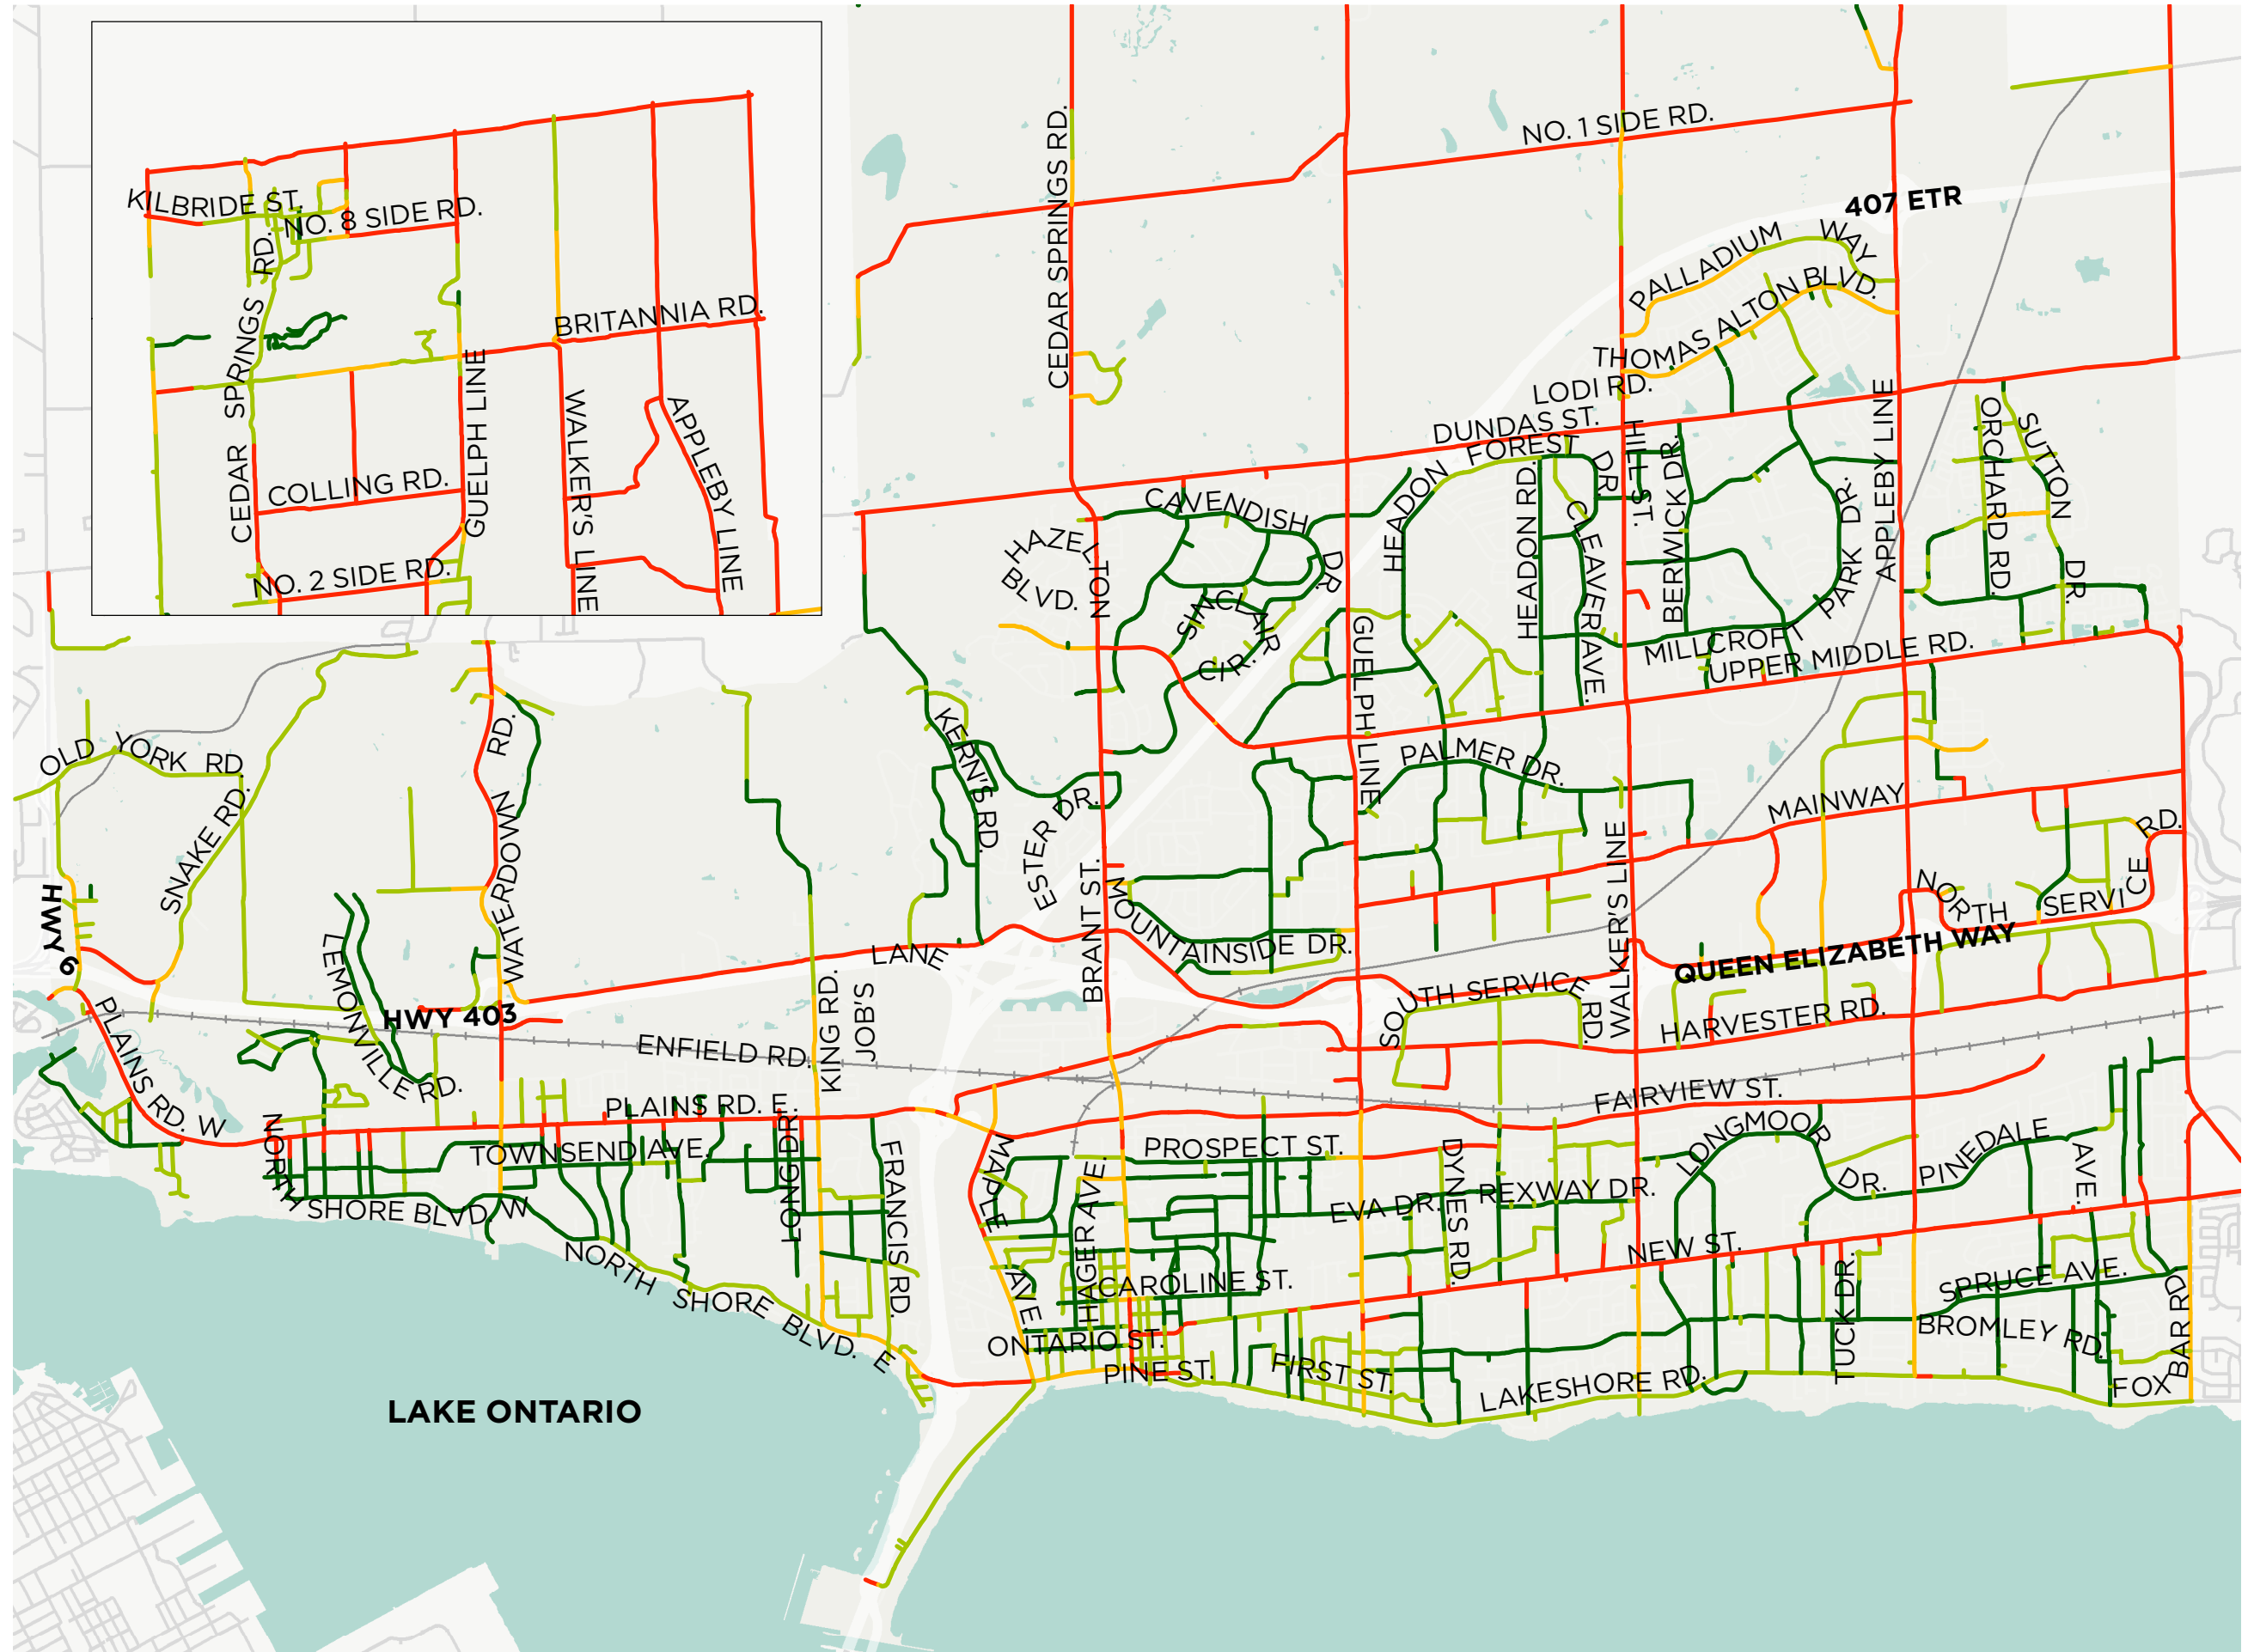 KILBRIDE ST.
NO. 8 SIDE RD.
CEDAR SPRINGS RD.
BRITANNIA RD.
GUELPH LINE
WALKER'S LINE
APPLEBY LINE
COLLING RD.
NO. 2 SIDE RD.
CEDAR SPRINGS RD.
NO. 1 SIDE RD.
407 ETR
PALLADIUM WAY
THOMAS ALTON BLVD.
LODI RD.
DUNDAS ST.
HEADON FOREST DR.
HEADON RD.
CLEAVER AVE.
HILL ST.
BERWICK DR.
PARK DR.
APPLEBY LINE
ORCHARD RD.
SUTTON DR.
CAVENDISH DR.
HAZELTON BLVD.
SINCLAIR CIR.
GUELPH LINE
MILLCROFT PARK DR.
UPPER MIDDLE RD.
OLD YORK RD.
SNAKE RD.
WATERDOWN RD.
KERN'S RD.
ESTER DR.
PALMER DR.
MAINWAY
HWY 6
LEMONVILLE RD.
BRANT ST.
MOUNTAINSIDE DR.
WALKER'S LINE
NORTH SERVICE RD.
QUEEN ELIZABETH WAY
SOUTH SERVICE RD.
HARVESTER RD.
JOB'S LANE
KING RD.
HWY 403
ENFIELD RD.
PLAINS RD. W
PLAINS RD. E.
FAIRVIEW ST.
TOWNSEND AVE.
LONG DR.
FRANCIS RD.
MAPLE AVE.
PROSPECT ST.
HAGER AVE.
EVA DR.
DYNES RD.
REXWAY DR.
LONGMOOR DR.
PINEDALE AVE.
NORTH SHORE BLVD. W
NORTH SHORE BLVD. E
CAROLINE ST.
NEW ST.
TUCK DR.
SPRUCE AVE.
ONTARIO ST.
PINE ST.
FIRST ST.
BROMLEY RD.
LAKESHORE RD.
FOX BAR RD
LAKE ONTARIO